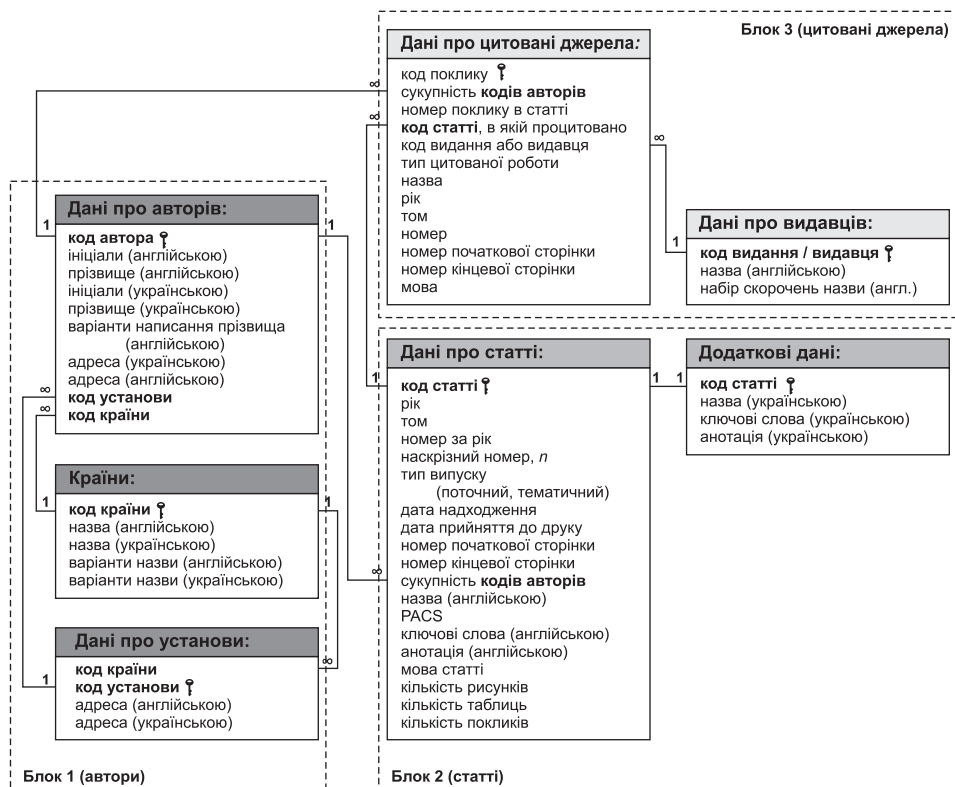 Блок 3 (цитовані джерела)
Дані про цитовані джерела:
код поклику
сукупність кодів авторів
номер поклику в статті
код статті, в якій процитовано
код видання або видавця
тип цитованої роботи
назва
рік
том
номер
номер початкової сторінки
номер кінцевої сторінки
мова
∞
∞
∞
1
Дані про видавців:
код видання / видавця
назва (англійською)
набір скорочень назви (англ.)
1
1
Дані про авторів:
код автора
ініціали (англійською)
прізвище (англійською)
ініціали (українською)
прізвище (українською)
варіанти написання прізвища
(англійською)
адреса (українською)
адреса (англійською)
код установи
код країни
∞
∞
Країни:
код країни
назва (англійською)
назва (українською)
варіанти назви (англійською)
варіанти назви (українською)
1
1
Дані про установи:
код країни
код установи
адреса (англійською)
адреса (українською)
∞
1
Блок 1 (автори)
Дані про статті:
код статті
рік
том
номер за рік
наскрізний номер, n
тип випуску
(поточний, тематичний)
дата надходження
дата прийняття до друку
номер початкової сторінки
номер кінцевої сторінки
сукупність кодів авторів
назва (англійською)
PACS
ключові слова (англійською)
анотація (англійською)
мова статті
кількість рисунків
кількість таблиць
кількість покликів
1
∞
1
1
Додаткові дані:
код статті
назва (українською)
ключові слова (українською)
анотація (українською)
Блок 2 (статті)